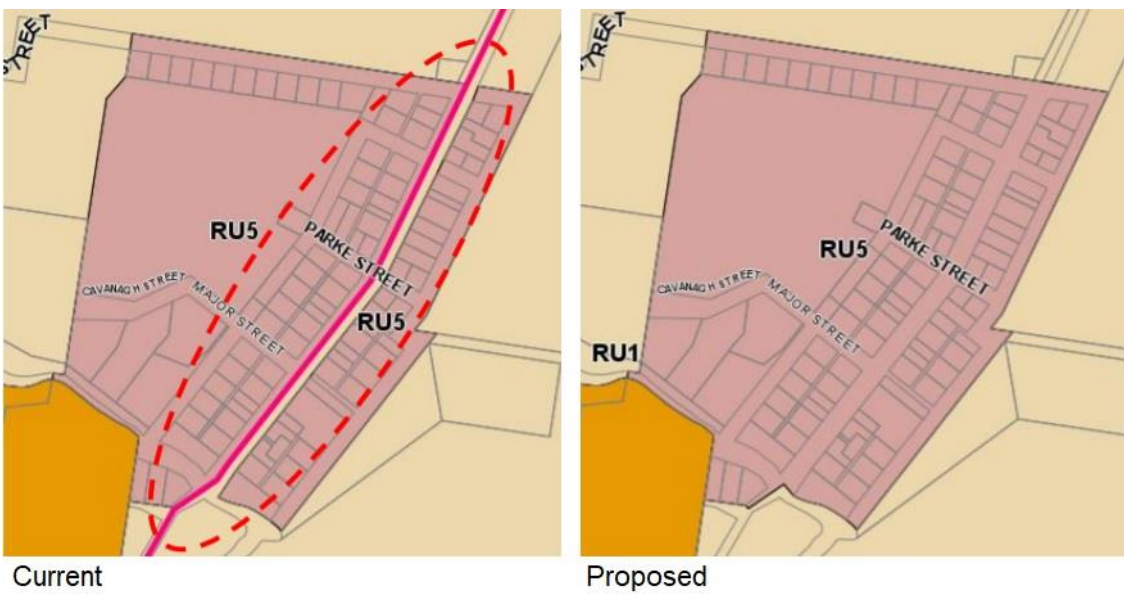 STREET
RU5
PARKE STREET
CAVANAGH STREET
MAJOR STREET
RU5
Current
STREET
RU5
PARKE STREET
CAVANAGH STREET
MAJOR STREET
RU1
Proposed